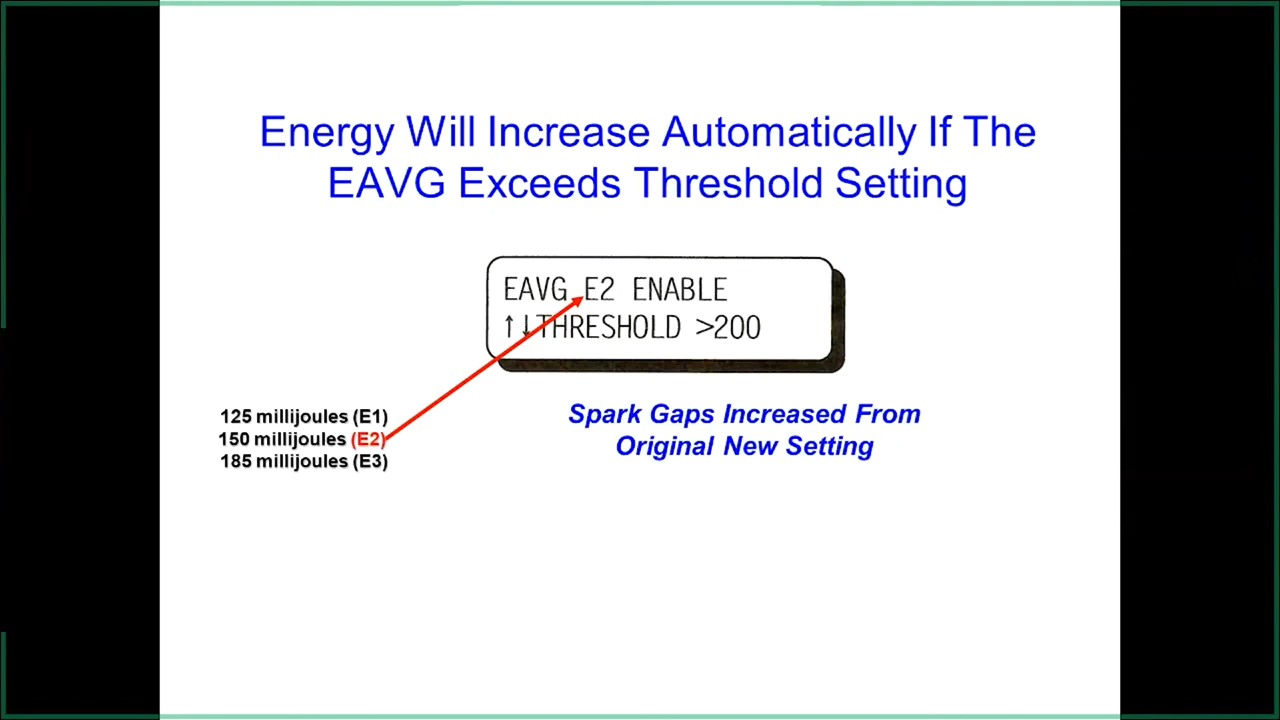 Energy Will Increase Automatically If The
EAVG Exceeds Threshold Setting
EAVG E2 ENABLE
↑↓THRESHOLD >200
125 millijoules (E1)
150 millijoules (E2)
185 millijoules (E3)
Spark Gaps Increased From
Original New Setting